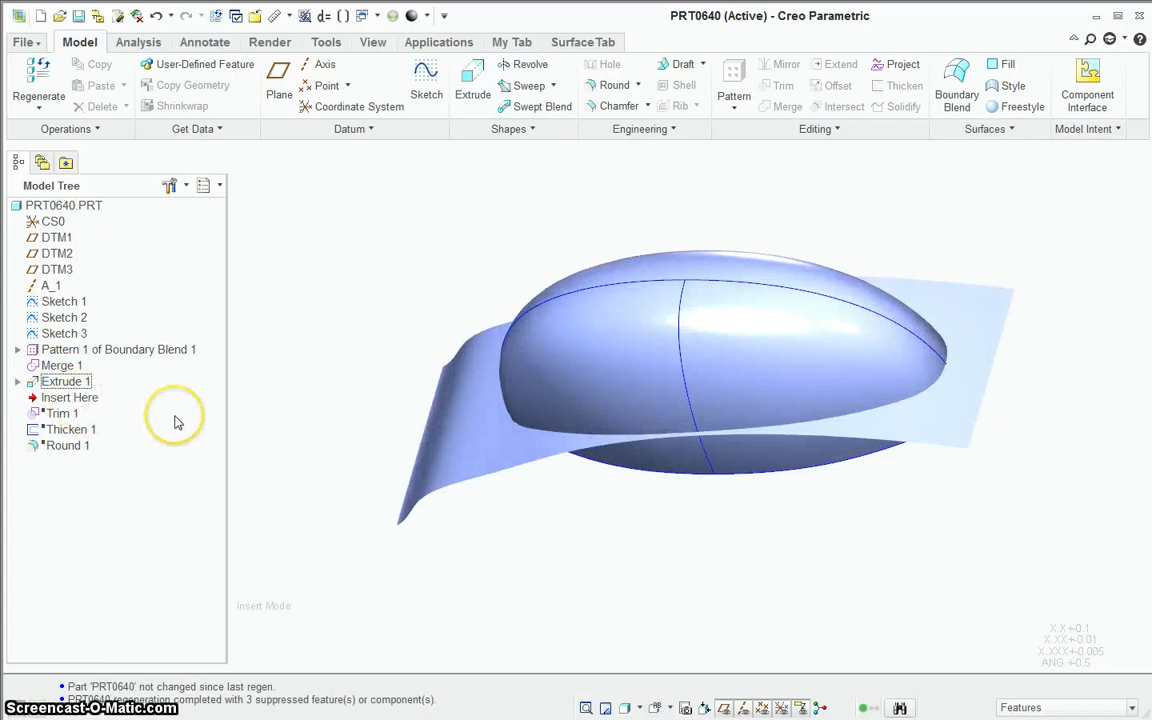 PRT0640 (Active) - Creo Parametric
File Model Analysis Annotate Render Tools View Applications My Tab SurfaceTab
Regenerate
Copy
Paste
Delete
User-Defined Feature
Copy Geometry
Shrinkwrap
Plane
Axis
Point
Coordinate System
Sketch
Extrude
Revolve
Sweep
Swept Blend
Hole
Round
Chamfer
Draft
Shell
Rib
Pattern
Mirror
Trim
Merge
Extend
Offset
Intersect
Project
Thicken
Solidify
Boundary
Blend
Fill
Style
Freestyle
Component
Interface
Operations Get Data Datum Shapes Engineering Editing Surfaces Model Intent
Model Tree
PRT0640.PRT
CS0
DTM1
DTM2
DTM3
A_1
Sketch 1
Sketch 2
Sketch 3
Pattern 1 of Boundary Blend 1
Merge 1
Extrude 1
Insert Here
Trim 1
Thicken 1
Round 1
Insert Mode
X.X+-0.1
X.XX+-0.01
X.XXX+-0.005
ANG.+-0.5
Part 'PRT0640' not changed since last regen.
PRT0640 regeneration completed with 3 suppressed feature(s) or component(s).
Screencast-O-Matic.com
Features